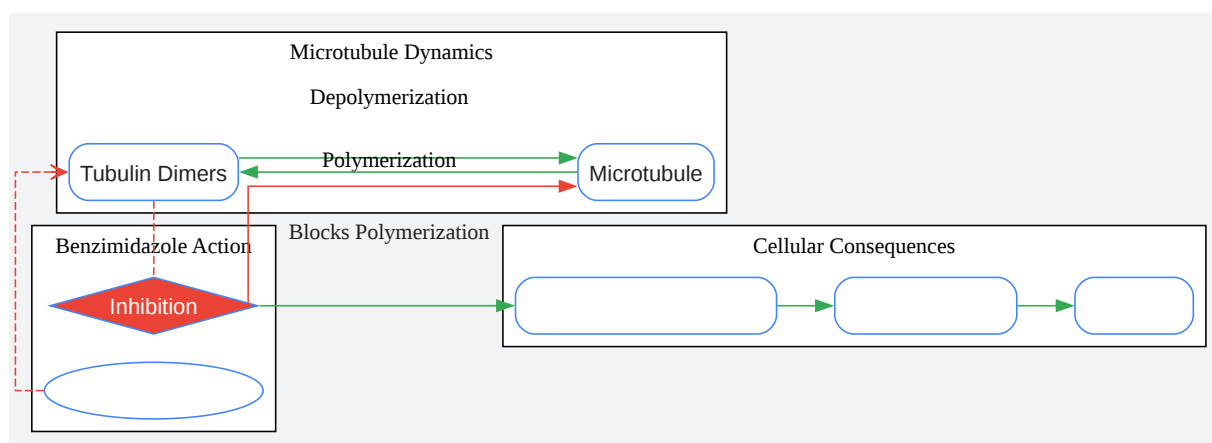 Microtubule Dynamics
Depolymerization
Polymerization
Tubulin Dimers
Microtubule
Blocks Polymerization
Benzimidazole Action
Cellular Consequences
Inhibition